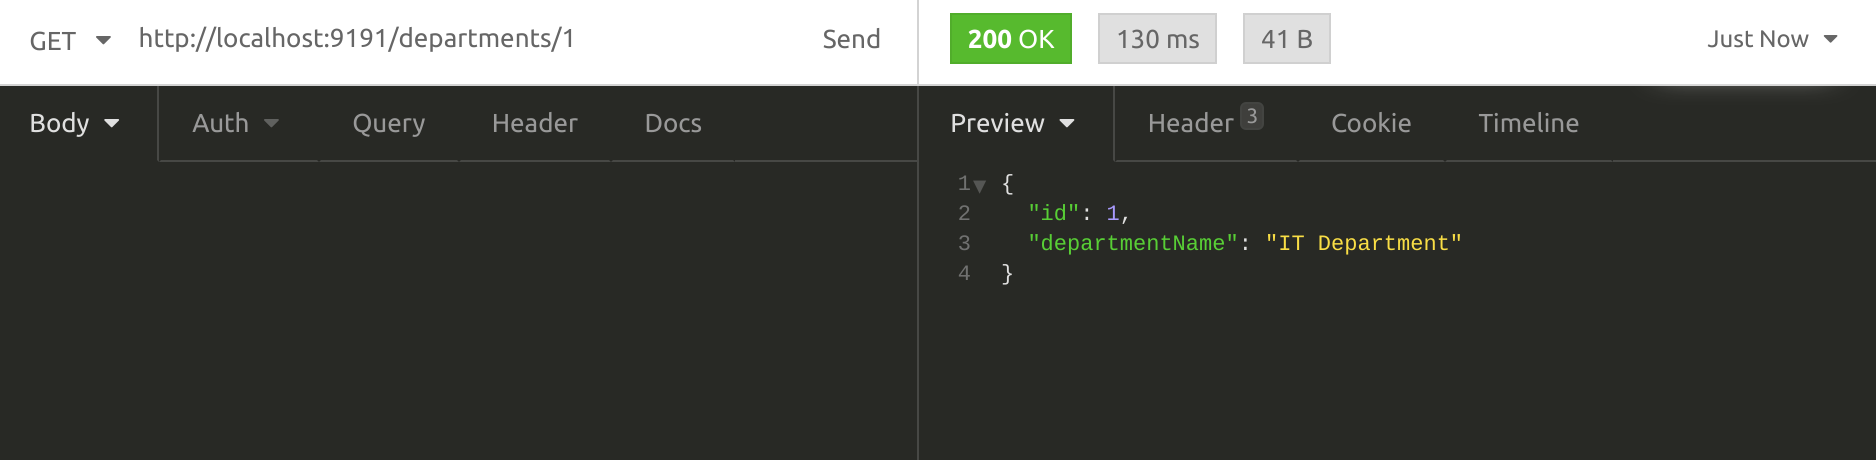 GET http://localhost:9191/departments/1 Send
200 OK 130 ms 41 B Just Now
Body Auth Query Header Docs
Preview Header 3 Cookie Timeline
1 {
2 "id": 1,
3 "departmentName": "IT Department"
4 }